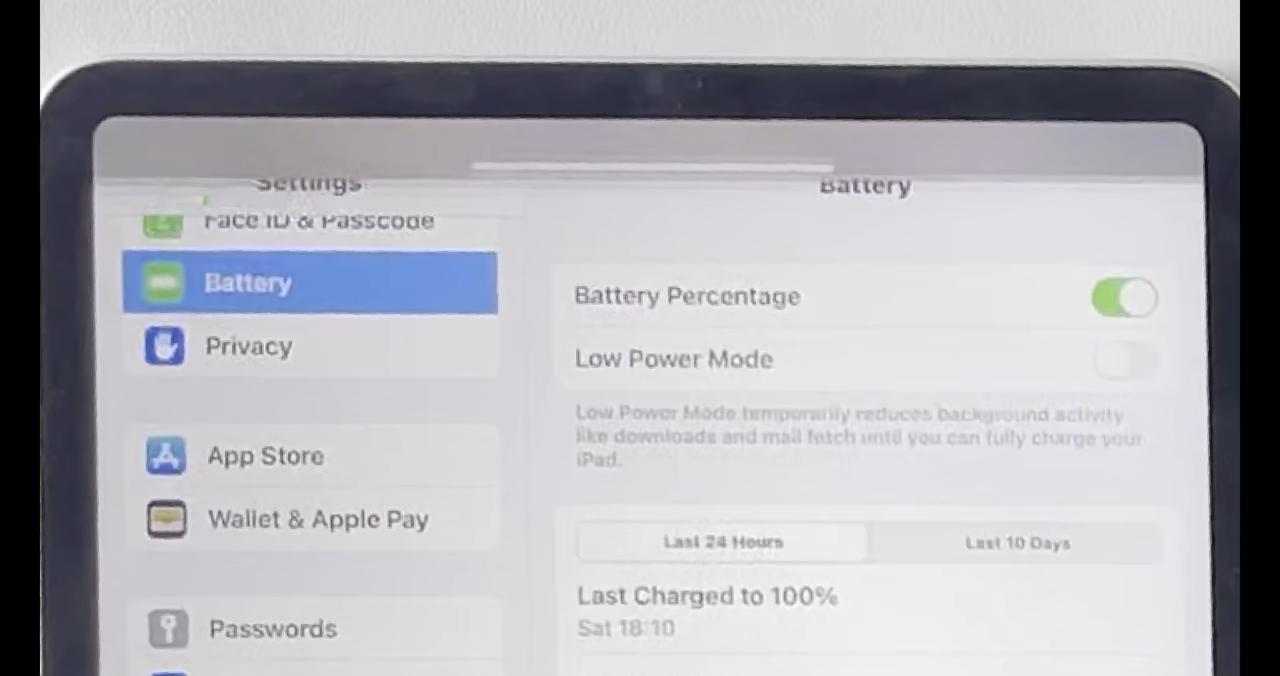 Settings
Battery
Face ID & Passcode
Battery
Privacy
App Store
Wallet & Apple Pay
Passwords
Battery Percentage
Low Power Mode
Low Power Mode temporarily reduces background activity
like downloads and mail fetch until you can fully charge your
iPad.
Last 24 Hours
Last 10 Days
Last Charged to 100%
Sat 18:10